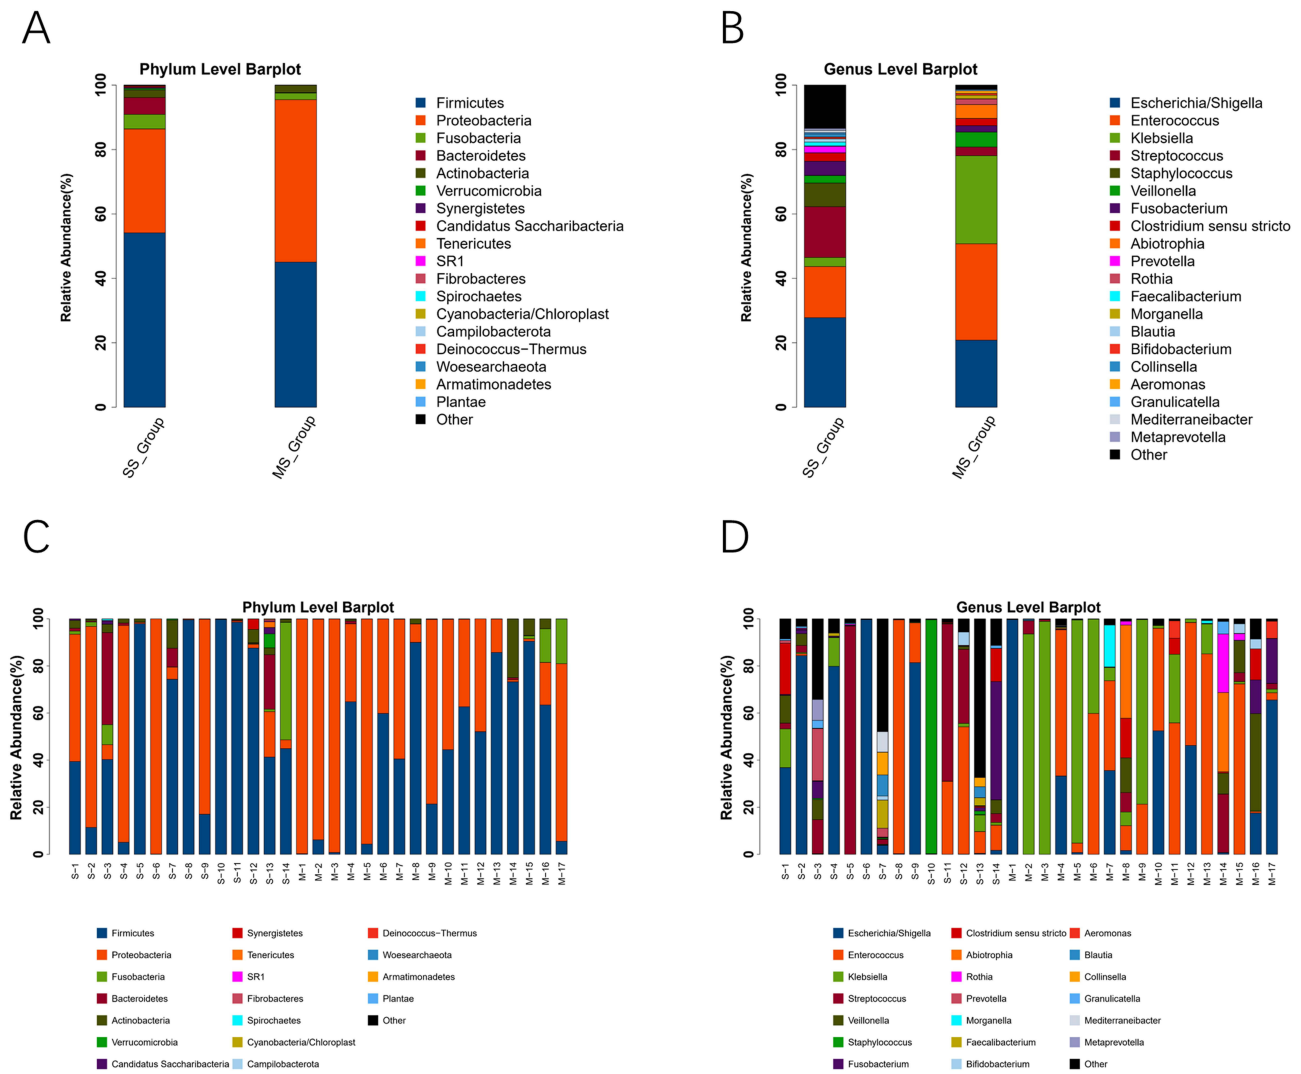 A
Phylum Level Barplot
Relative Abundance(%)
0
20
40
60
80
100
SS_Group
MS_Group
Firmicutes
Proteobacteria
Fusobacteria
Bacteroidetes
Actinobacteria
Verrucomicrobia
Synergistetes
Candidatus Saccharibacteria
Tenericutes
SR1
Fibrobacteres
Spirochaetes
Cyanobacteria/Chloroplast
Campilobacterota
Deinococcus−Thermus
Woesearchaeota
Armatimonadetes
Plantae
Other
B
Genus Level Barplot
Relative Abundance(%)
0
20
40
60
80
100
SS_Group
MS_Group
Escherichia/Shigella
Enterococcus
Klebsiella
Streptococcus
Staphylococcus
Veillonella
Fusobacterium
Clostridium sensu stricto
Abiotrophia
Prevotella
Rothia
Faecalibacterium
Morganella
Blautia
Bifidobacterium
Collinsella
Aeromonas
Granulicatella
Mediterraneibacter
Metaprevotella
Other
C
Phylum Level Barplot
Relative Abundance(%)
0
20
40
60
80
100
S−1
S−2
S−3
S−4
S−5
S−6
S−7
S−8
S−9
S−10
S−11
S−12
S−13
S−14
M−1
M−2
M−3
M−4
M−5
M−6
M−7
M−8
M−9
M−10
M−11
M−12
M−13
M−14
M−15
M−16
M−17
Firmicutes
Proteobacteria
Fusobacteria
Bacteroidetes
Actinobacteria
Verrucomicrobia
Candidatus Saccharibacteria
Synergistetes
Tenericutes
SR1
Fibrobacteres
Spirochaetes
Cyanobacteria/Chloroplast
Campilobacterota
Deinococcus−Thermus
Woesearchaeota
Armatimonadetes
Plantae
Other
D
Genus Level Barplot
Relative Abundance(%)
0
20
40
60
80
100
S−1
S−2
S−3
S−4
S−5
S−6
S−7
S−8
S−9
S−10
S−11
S−12
S−13
S−14
M−1
M−2
M−3
M−4
M−5
M−6
M−7
M−8
M−9
M−10
M−11
M−12
M−13
M−14
M−15
M−16
M−17
Escherichia/Shigella
Enterococcus
Klebsiella
Streptococcus
Veillonella
Staphylococcus
Fusobacterium
Clostridium sensu stricto
Abiotrophia
Rothia
Prevotella
Morganella
Faecalibacterium
Bifidobacterium
Aeromonas
Blautia
Collinsella
Granulicatella
Mediterraneibacter
Metaprevotella
Other